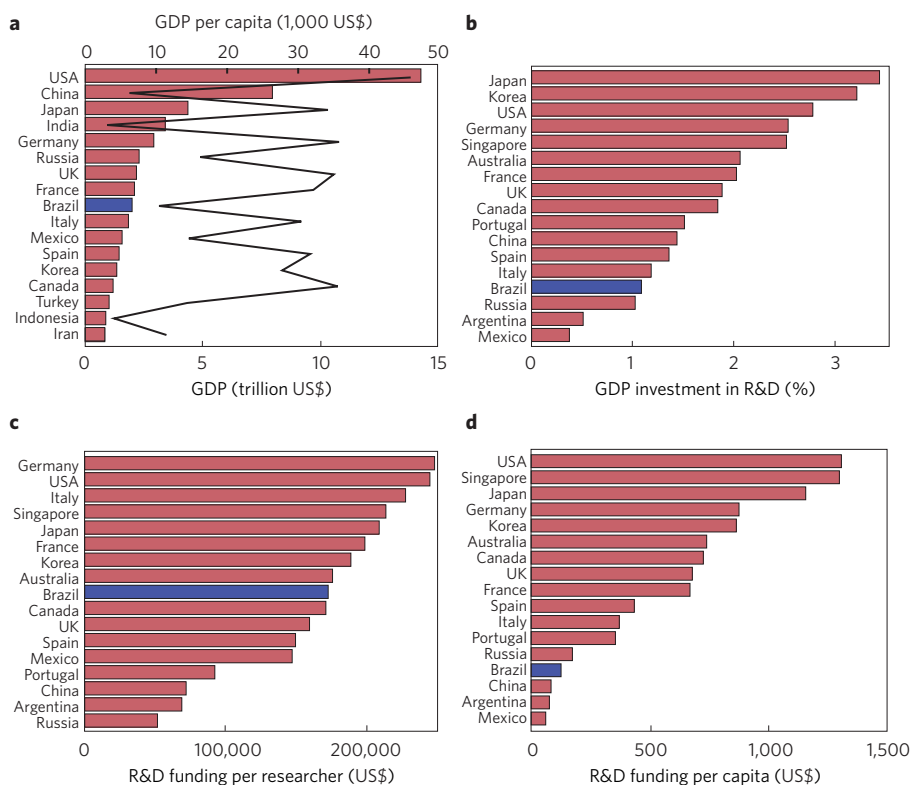 a
GDP per capita (1,000 US$)
0 10 20 30 40 50
USA
China
Japan
India
Germany
Russia
UK
France
Brazil
Italy
Mexico
Spain
Korea
Canada
Turkey
Indonesia
Iran
0 5 10 15
GDP (trillion US$)
b
Japan
Korea
USA
Germany
Singapore
Australia
France
UK
Canada
Portugal
China
Spain
Italy
Brazil
Russia
Argentina
Mexico
0 1 2 3
GDP investment in R&D (%)
c
Germany
USA
Italy
Singapore
Japan
France
Korea
Australia
Brazil
Canada
UK
Spain
Mexico
Portugal
China
Argentina
Russia
0 100,000 200,000
R&D funding per researcher (US$)
d
USA
Singapore
Japan
Germany
Korea
Australia
Canada
UK
France
Spain
Italy
Portugal
Russia
Brazil
China
Argentina
Mexico
0 500 1,000 1,500
R&D funding per capita (US$)